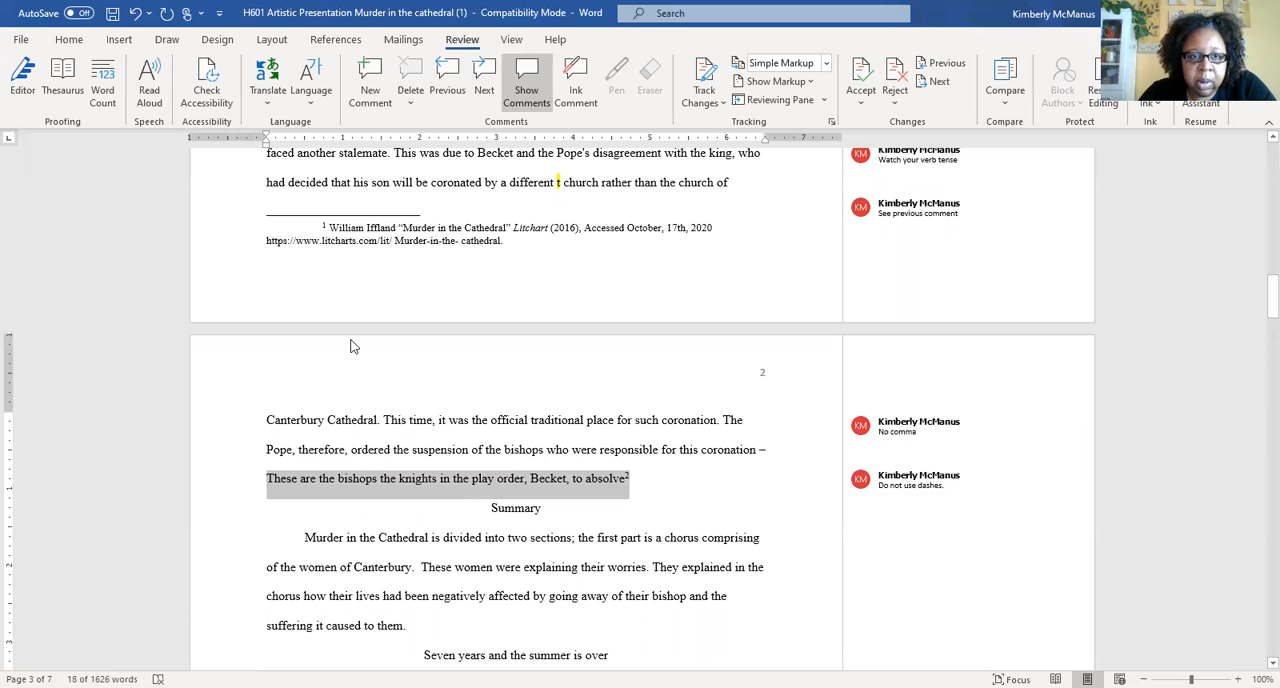 AutoSave Off H601 Artistic Presentation Murder in the cathedral (1) - Compatibility Mode - Word Search Kimberly McManus
File Home Insert Draw Design Layout References Mailings Review View Help
Editor Thesaurus Word Count Read Aloud Check Accessibility Translate Language New Comment Delete Previous Next Show Comments Ink Comment Pen Eraser Track Changes Simple Markup Show Markup Reviewing Pane Accept Reject Previous Next Compare Block Authors Editing Ink Assistant
Proofing Speech Accessibility Language Comments Tracking Changes Compare Protect Ink Resume
faced another stalemate. This was due to Becket and the Pope's disagreement with the king, who
had decided that his son will be coronated by a different t church rather than the church of
1 William Iffland “Murder in the Cathedral” Litchart (2016), Accessed October, 17th, 2020
https://www.litcharts.com/lit/ Murder-in-the- cathedral.
KM Kimberly McManus
Watch your verb tense
KM Kimberly McManus
See previous comment
2
Canterbury Cathedral. This time, it was the official traditional place for such coronation. The
Pope, therefore, ordered the suspension of the bishops who were responsible for this coronation –
These are the bishops the knights in the play order, Becket, to absolve2
Summary
Murder in the Cathedral is divided into two sections; the first part is a chorus comprising
of the women of Canterbury.  These women were explaining their worries. They explained in the
chorus how their lives had been negatively affected by going away of their bishop and the
suffering it caused to them.
Seven years and the summer is over
KM Kimberly McManus
No comma
KM Kimberly McManus
Do not use dashes.
Page 3 of 7 18 of 1626 words Focus 100%